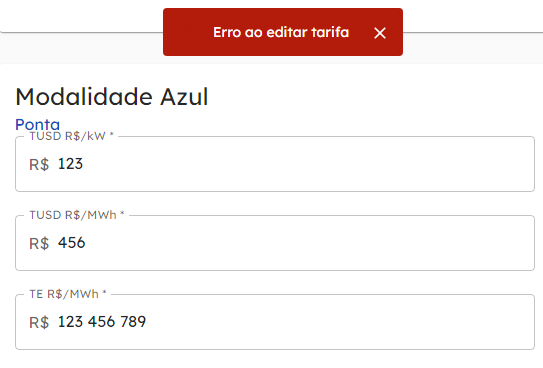 Erro ao editar tarifa
Modalidade Azul
Ponta
TUSD R$/kW *
R$ 123
TUSD R$/MWh *
R$ 456
TE R$/MWh *
R$ 123 456 789